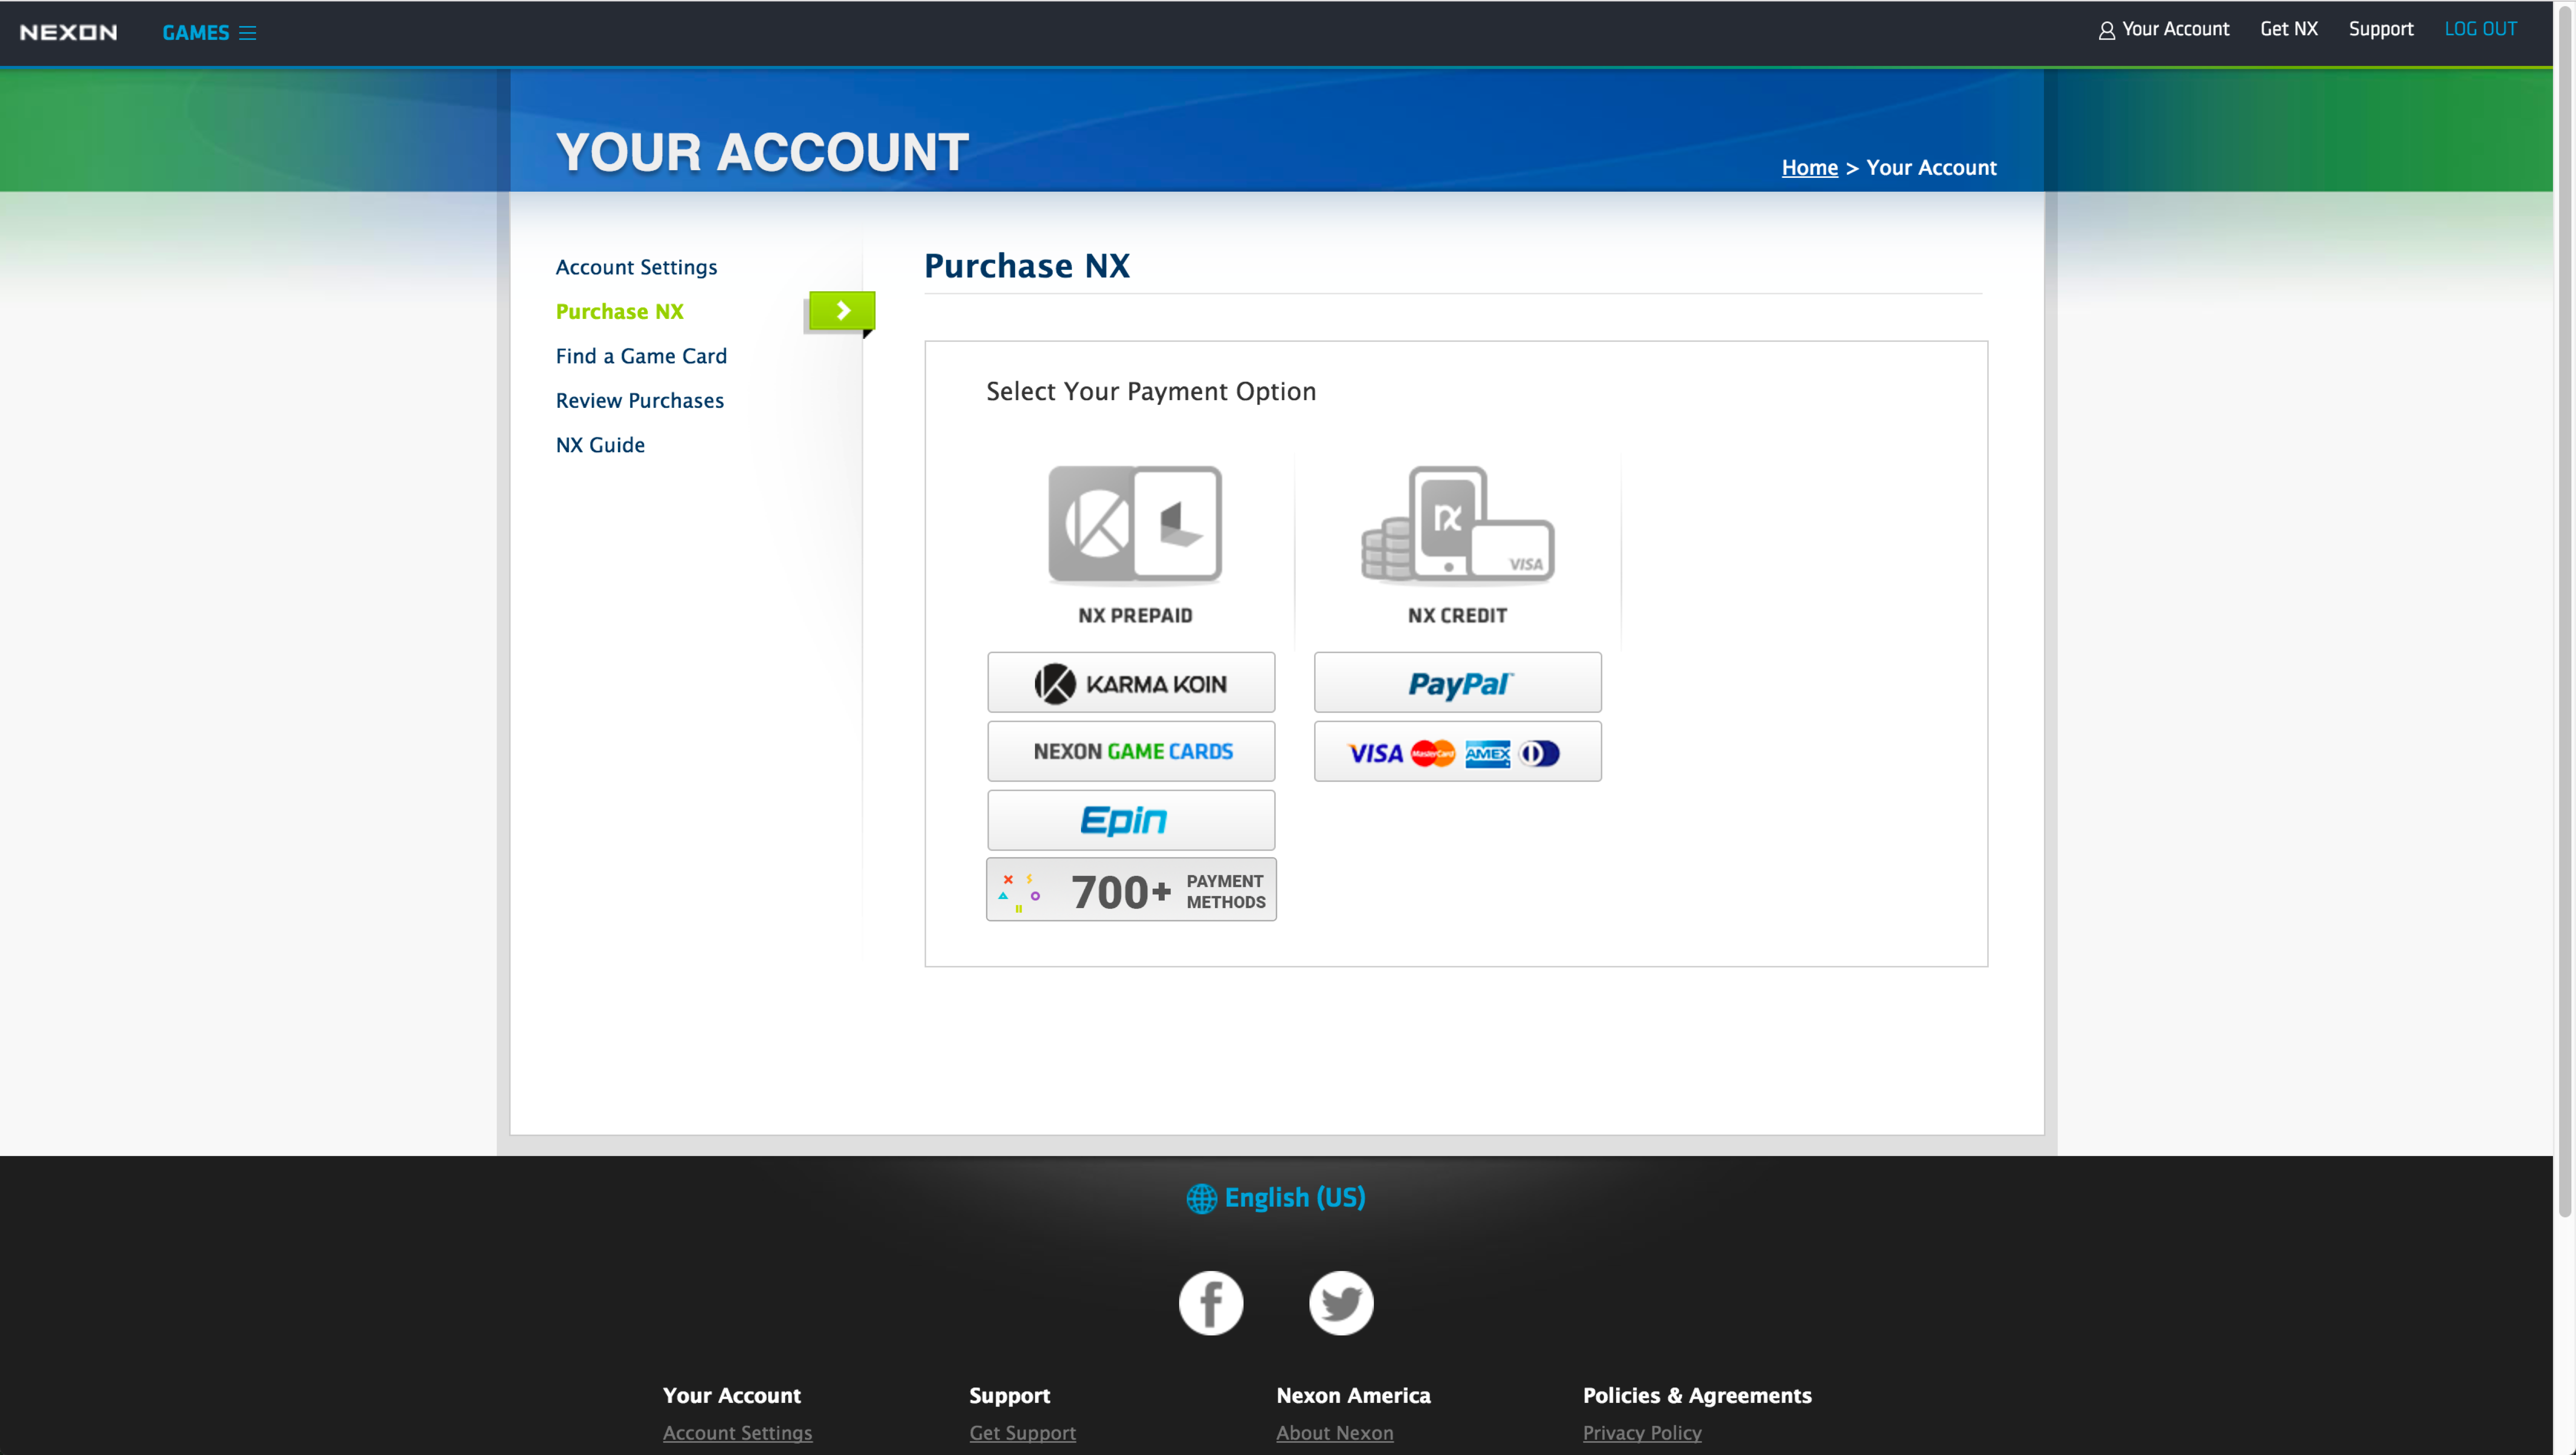 NEXON
GAMES
Your Account
Get NX
Support
LOG OUT
YOUR ACCOUNT
Home > Your Account
Account Settings
Purchase NX
Find a Game Card
Review Purchases
NX Guide
Purchase NX
Select Your Payment Option
VISA
NX PREPAID
NX CREDIT
KARMA KOIN
PayPal
NEXON GAME CARDS
VISA MasterCard AMEX
Epin
700+ PAYMENT METHODS
English (US)
Your Account
Support
Nexon America
Policies & Agreements
Account Settings
Get Support
About Nexon
Privacy Policy